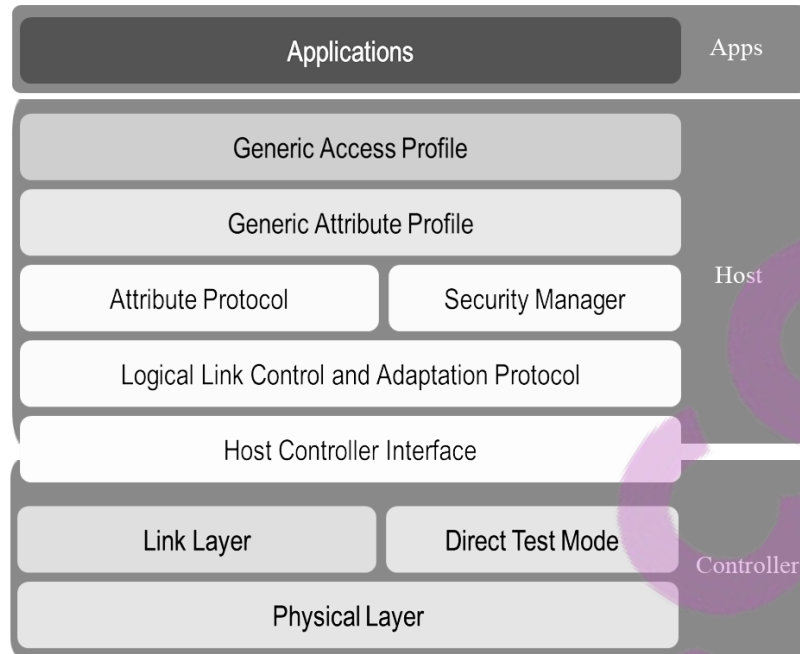 Applications
Apps
Generic Access Profile
Generic Attribute Profile
Host
Attribute Protocol
Security Manager
Logical Link Control and Adaptation Protocol
Host Controller Interface
Link Layer
Direct Test Mode
Controller
Physical Layer